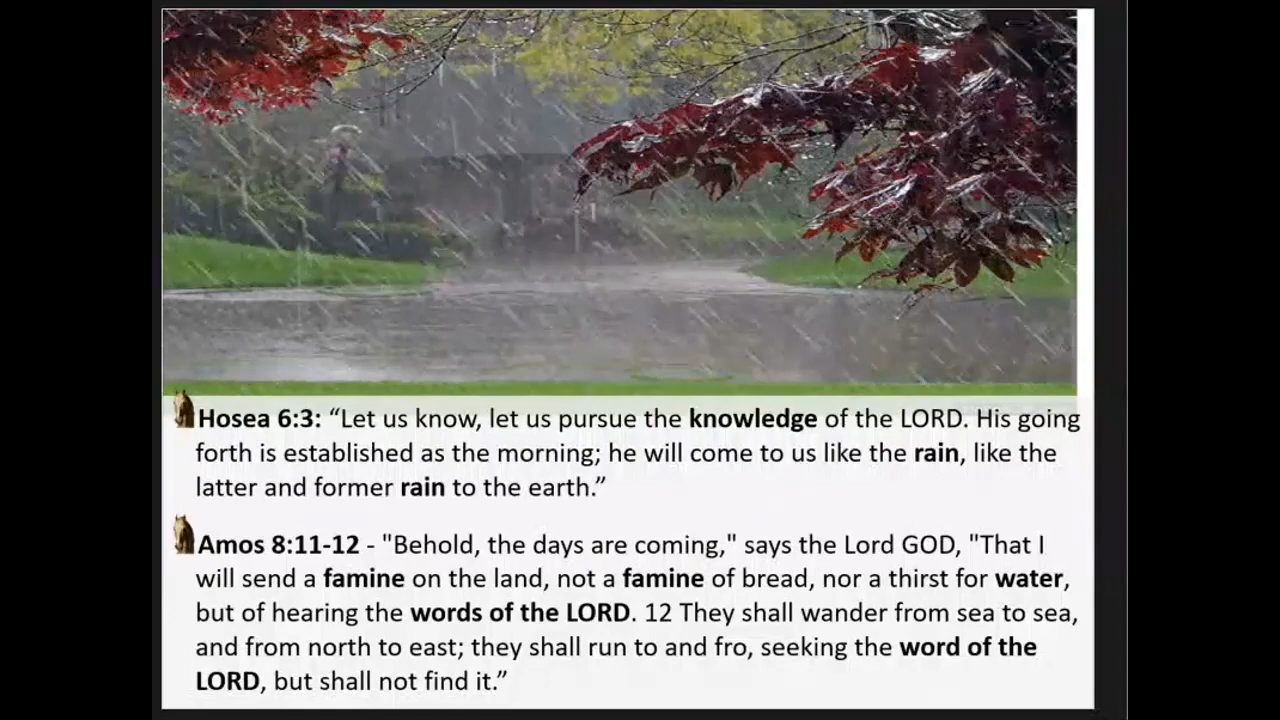 Hosea 6:3: “Let us know, let us pursue the knowledge of the LORD. His going
forth is established as the morning; he will come to us like the rain, like the
latter and former rain to the earth.”
Amos 8:11-12 - "Behold, the days are coming," says the Lord GOD, "That I
will send a famine on the land, not a famine of bread, nor a thirst for water,
but of hearing the words of the LORD. 12 They shall wander from sea to sea,
and from north to east; they shall run to and fro, seeking the word of the
LORD, but shall not find it.”